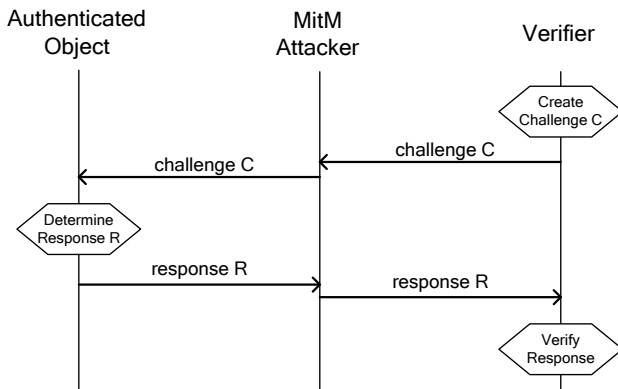 Authenticated
Object
MitM
Attacker
Verifier
Create
Challenge C
challenge C
challenge C
Determine
Response R
response R
response R
Verify
Response